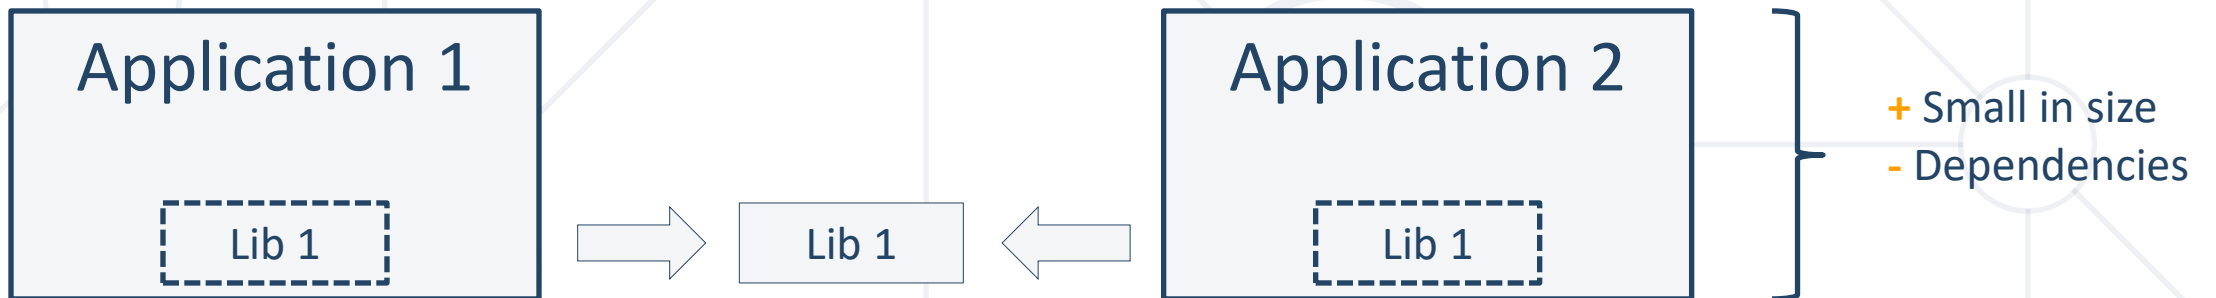 Application 1
Lib 1
Lib 1
Application 2
Lib 1
+ Small in size
- Dependencies